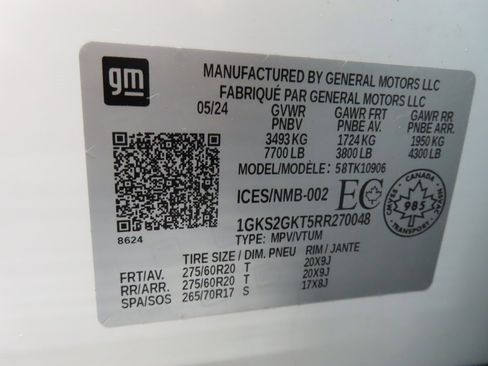 gm
MANUFACTURED BY GENERAL MOTORS LLC
FABRIQUÉ PAR GENERAL MOTORS LLC
05/24 GVWR GAWR FRT GAWR RR
PNBV PNBE AV. PNBE ARR.
3493 KG 1724 KG 1950 KG
7700 LB 3800 LB 4300 LB
MODEL/MODÈLE: 58TK10906
ICES/NMB-002 EC
CANADA
CMVSS NSVAC
985
1GKS2GKT5RR270048
8624 TYPE: MPV/VTUM
TIRE SIZE / DIM. PNEU RIM / JANTE
FRT/AV. 275/60R20 T 20X9J
RR/ARR. 275/60R20 T 20X9J
SPA/SOS 265/70R17 S 17X8J